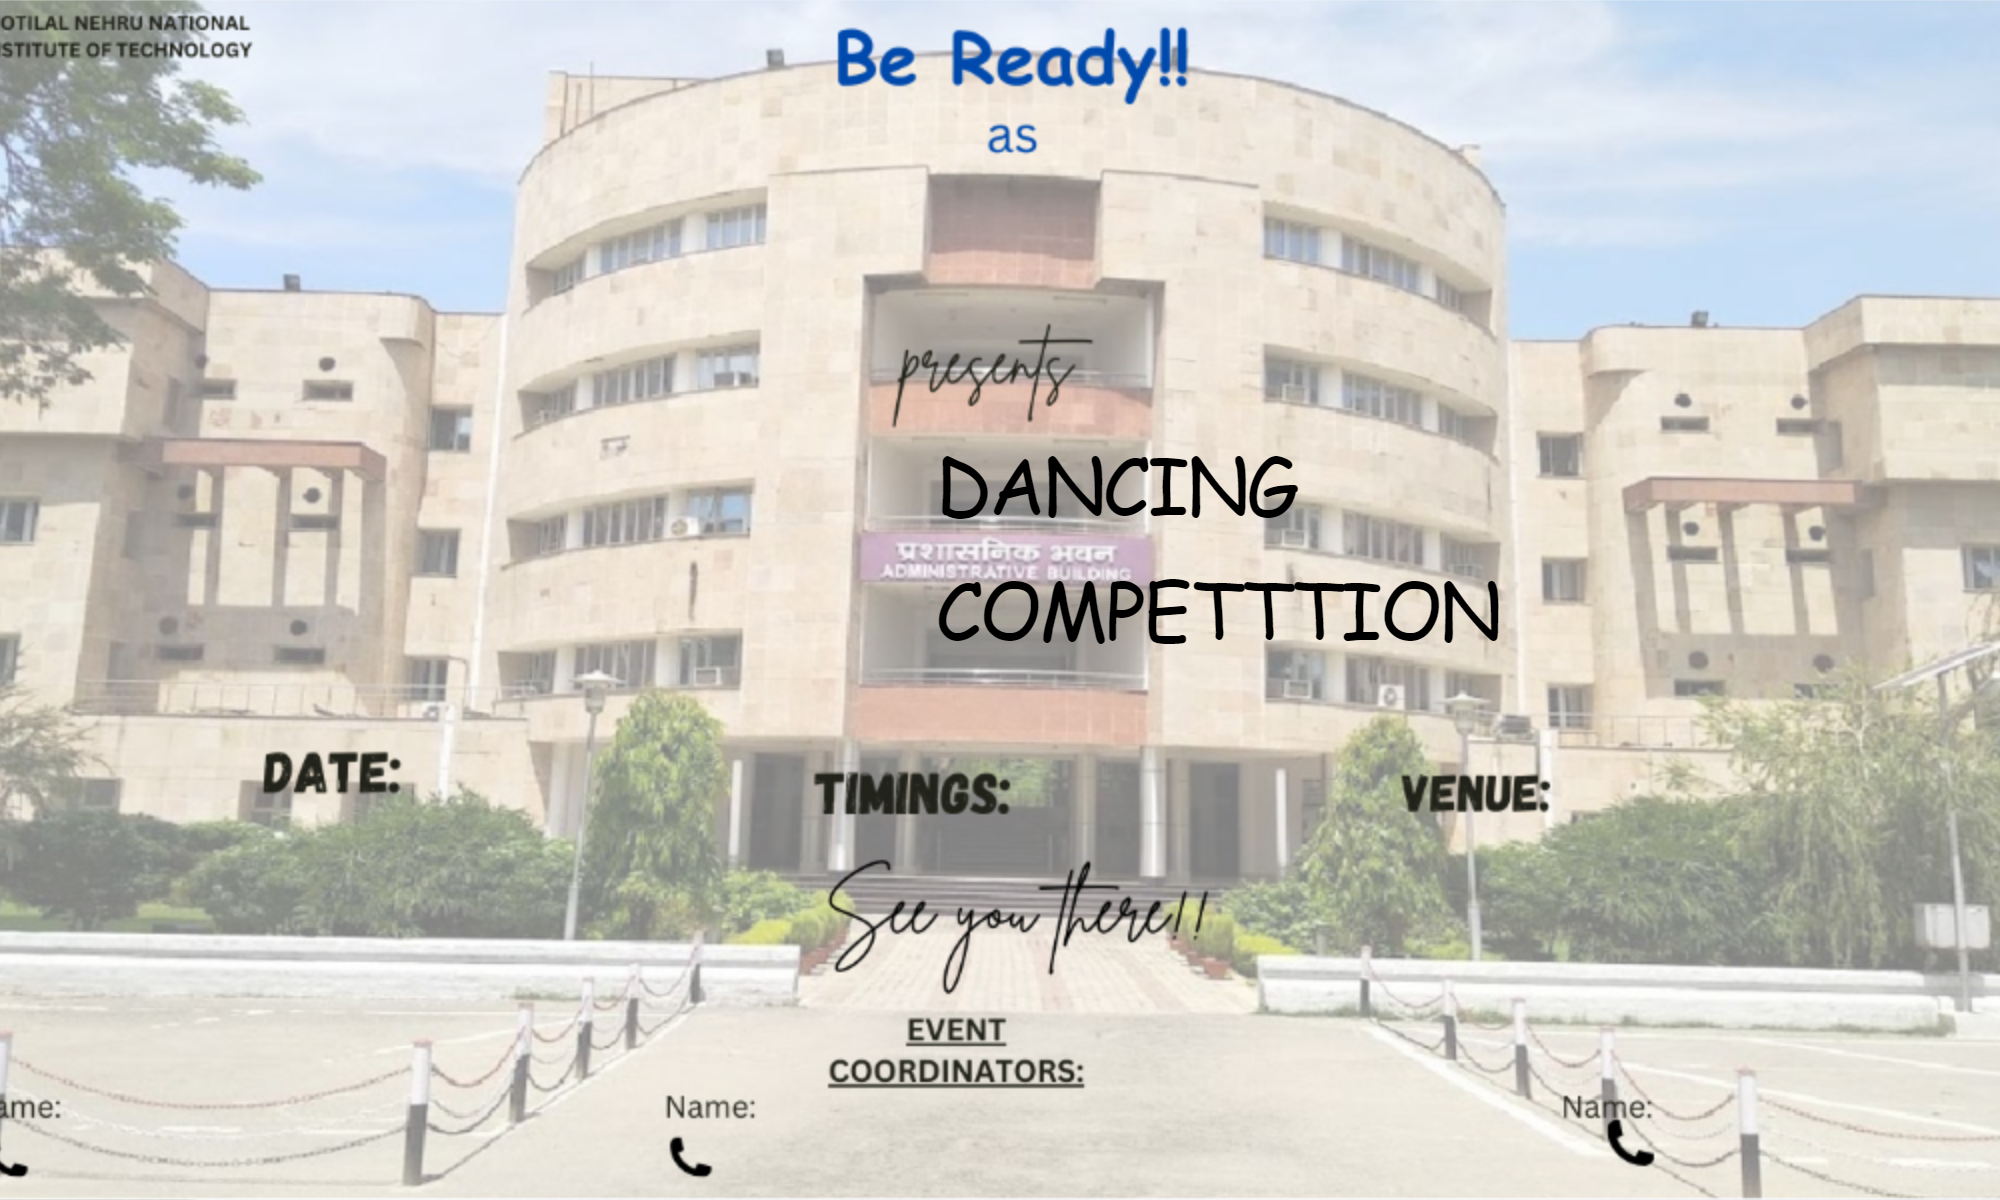 OTILAL NEHRU NATIONAL
STITUTE OF TECHNOLOGY
Be Ready!!
as
presents
DANCING
प्रशासनिक भवन
ADMINISTRATIVE BUILDING
COMPETTTION
DATE:
TIMINGS:
VENUE:
See you there!!
EVENT
COORDINATORS:
ame:
Name:
Name: